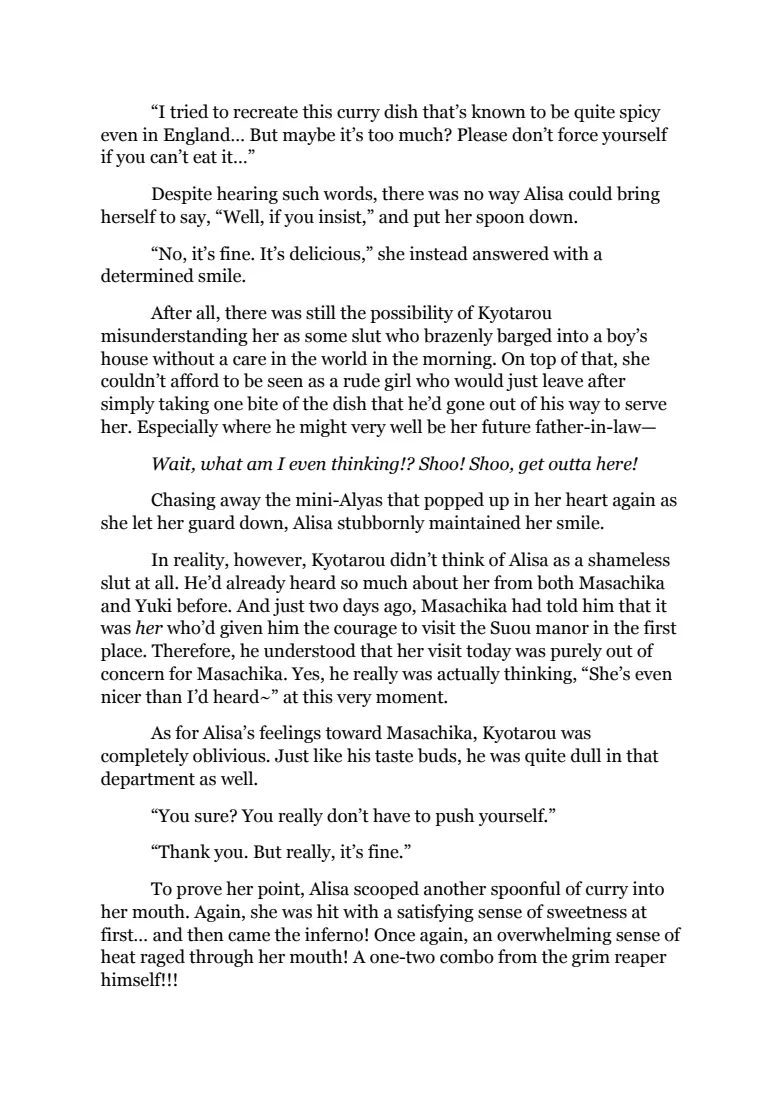 “I tried to recreate this curry dish that’s known to be quite spicy
even in England... But maybe it’s too much? Please don’t force yourself
if you can’t eat it...”
Despite hearing such words, there was no way Alisa could bring
herself to say, “Well, if you insist,” and put her spoon down.
“No, it’s fine. It’s delicious,” she instead answered with a
determined smile.
After all, there was still the possibility of Kyotarou
misunderstanding her as some slut who brazenly barged into a boy’s
house without a care in the world in the morning. On top of that, she
couldn’t afford to be seen as a rude girl who would just leave after
simply taking one bite of the dish that he’d gone out of his way to serve
her. Especially where he might very well be her future father-in-law—
Wait, what am I even thinking!? Shoo! Shoo, get outta here!
Chasing away the mini-Alyas that popped up in her heart again as
she let her guard down, Alisa stubbornly maintained her smile.
In reality, however, Kyotarou didn’t think of Alisa as a shameless
slut at all. He’d already heard so much about her from both Masachika
and Yuki before. And just two days ago, Masachika had told him that it
was her who’d given him the courage to visit the Suou manor in the first
place. Therefore, he understood that her visit today was purely out of
concern for Masachika. Yes, he really was actually thinking, “She’s even
nicer than I’d heard~” at this very moment.
As for Alisa’s feelings toward Masachika, Kyotarou was
completely oblivious. Just like his taste buds, he was quite dull in that
department as well.
“You sure? You really don’t have to push yourself.”
“Thank you. But really, it’s fine.”
To prove her point, Alisa scooped another spoonful of curry into
her mouth. Again, she was hit with a satisfying sense of sweetness at
first... and then came the inferno! Once again, an overwhelming sense of
heat raged through her mouth! A one-two combo from the grim reaper
himself!!!